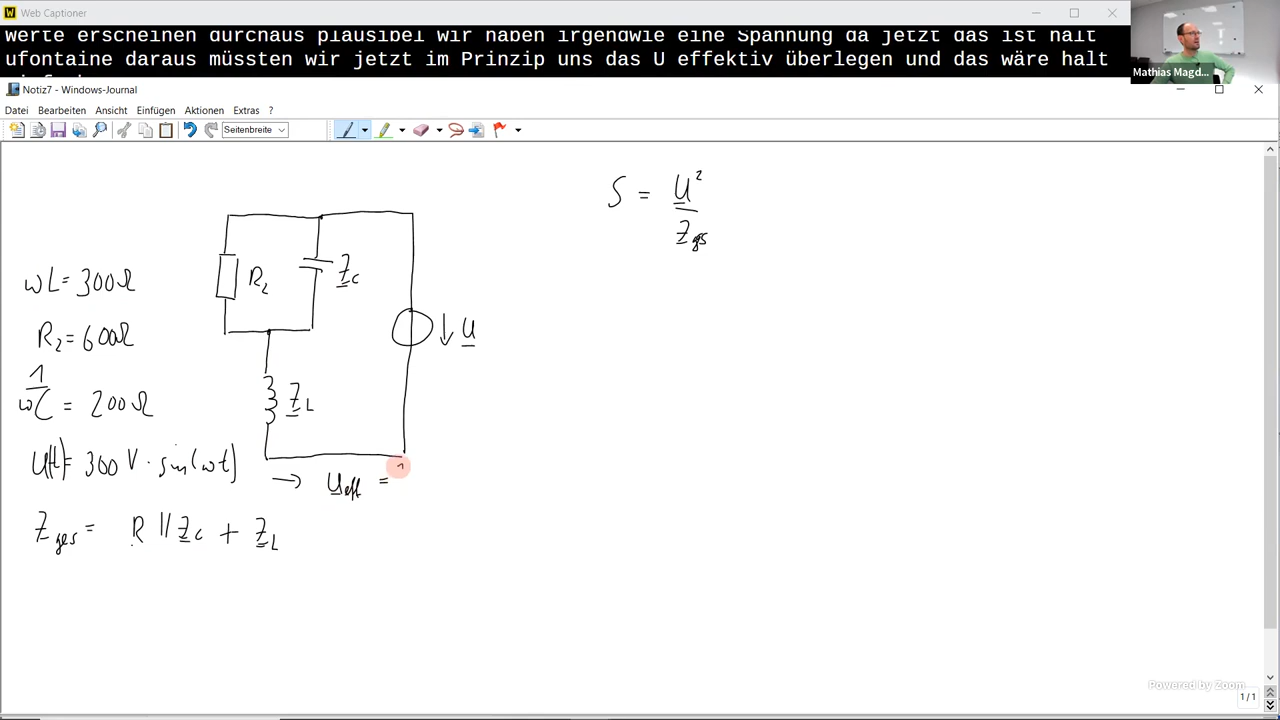 Web Captioner
Werte erscheinen durchaus plausibel wir haben irgendwie eine Spannung da jetzt das ist halt
ufontaine daraus müssten wir jetzt im Prinzip uns das U effektiv überlegen und das wäre halt
Mathias Magd...
Notiz7 - Windows-Journal
Datei Bearbeiten Ansicht Einfügen Aktionen Extras ?
Seitenbreite
S = U²
Zges
R₂
Zc
U
ZL
ωL = 300Ω
R₂ = 600Ω
1
ωC = 200Ω
U(t) = 300 V · sin(ωt)
→ Ueff =
Zges = R || Zc + ZL
Powered by Zoom
1 / 1